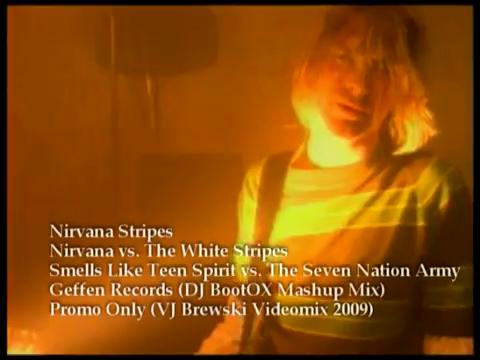 Nirvana Stripes
Nirvana vs. The White Stripes
Smells Like Teen Spirit vs. The Seven Nation Army
Geffen Records (DJ BootOX Mashup Mix)
Promo Only (VJ Brewski Videomix 2009)